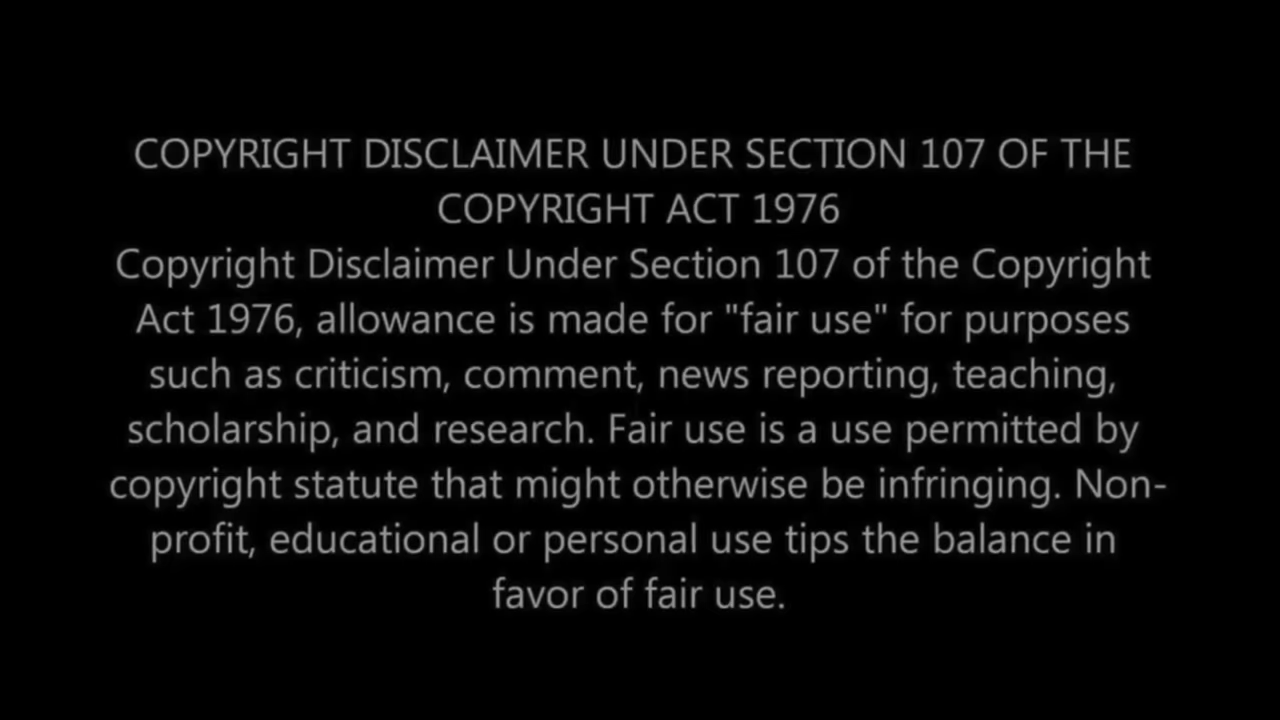 COPYRIGHT DISCLAIMER UNDER SECTION 107 OF THE
COPYRIGHT ACT 1976
Copyright Disclaimer Under Section 107 of the Copyright
Act 1976, allowance is made for "fair use" for purposes
such as criticism, comment, news reporting, teaching,
scholarship, and research. Fair use is a use permitted by
copyright statute that might otherwise be infringing. Non-
profit, educational or personal use tips the balance in
favor of fair use.